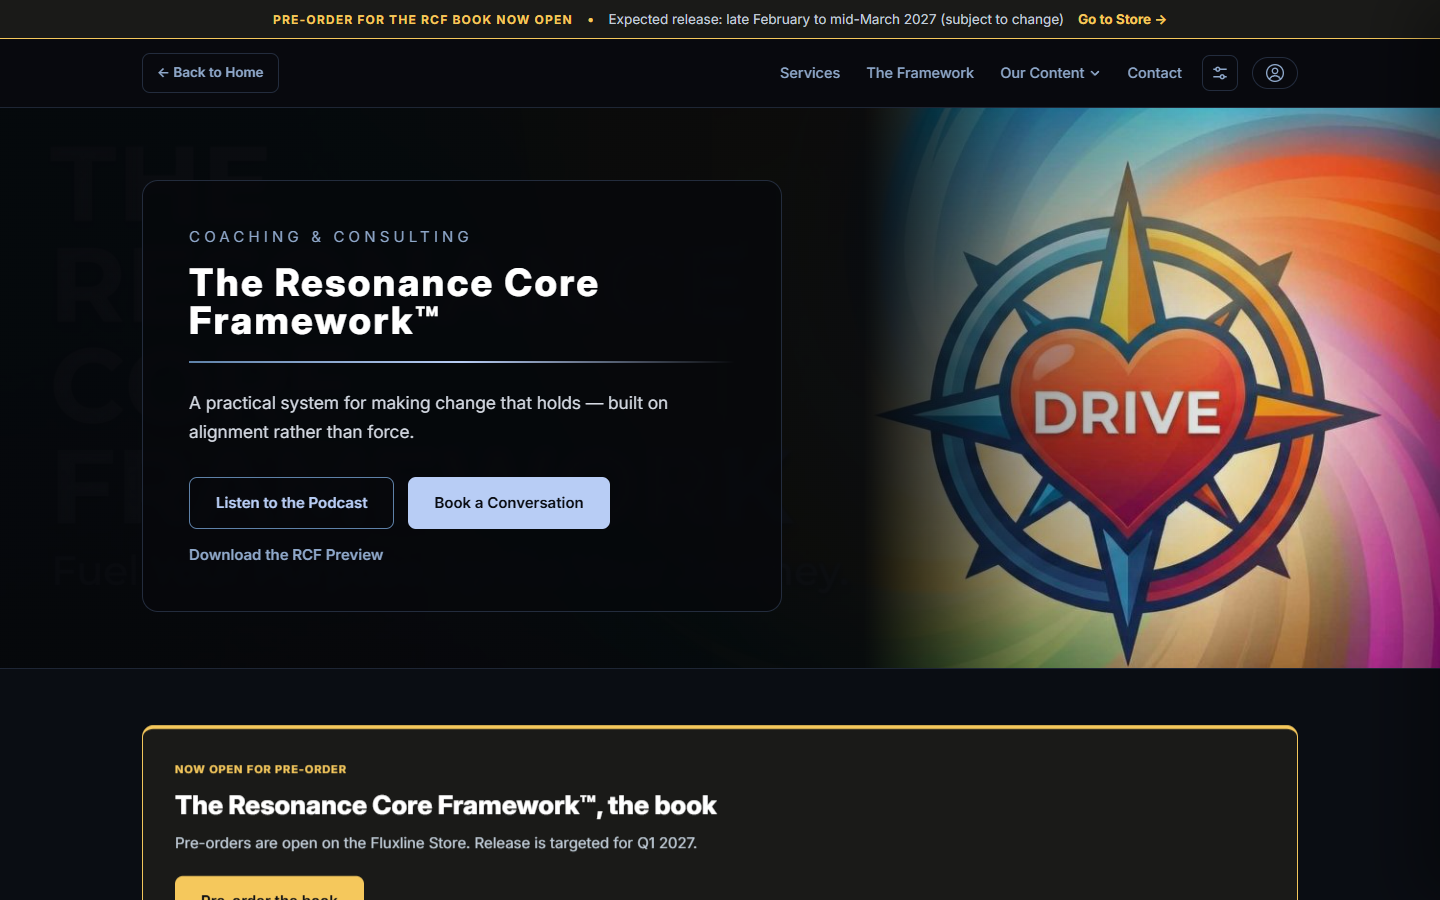 PRE-ORDER FOR THE RCF BOOK NOW OPEN • Expected release: late February to mid-March 2027 (subject to change) Go to Store →
← Back to Home
Services
The Framework
Our Content
Contact
COACHING & CONSULTING
The Resonance Core
Framework™
A practical system for making change that holds — built on
alignment rather than force.
Listen to the Podcast
Book a Conversation
Download the RCF Preview
DRIVE
NOW OPEN FOR PRE-ORDER
The Resonance Core Framework™, the book
Pre-orders are open on the Fluxline Store. Release is targeted for Q1 2027.
Pre-order the book